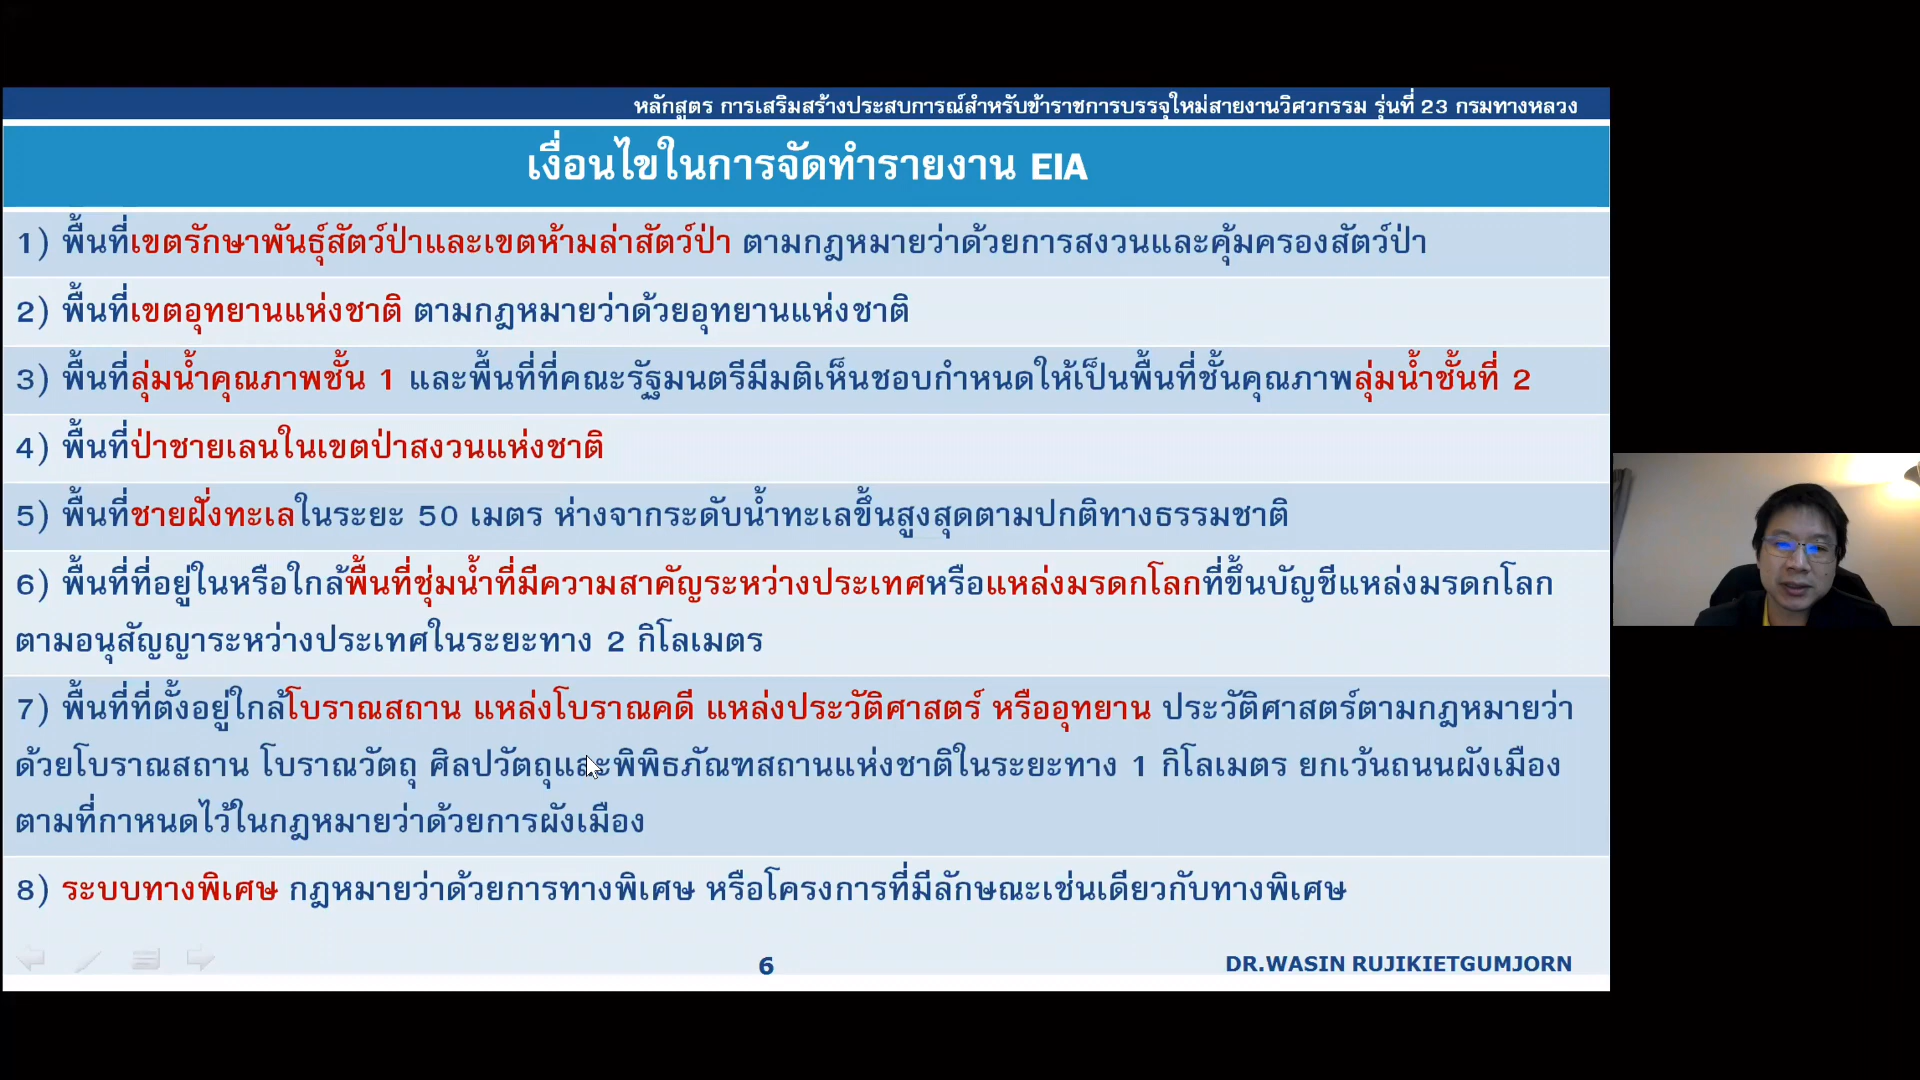 หลักสูตร การเสริมสร้างประสบการณ์สำหรับข้าราชการบรรจุใหม่สายงานวิศวกรรม รุ่นที่ 23 กรมทางหลวง
เงื่อนไขในการจัดทำรายงาน EIA
1) พื้นที่เขตรักษาพันธุ์สัตว์ป่าและเขตห้ามล่าสัตว์ป่า ตามกฎหมายว่าด้วยการสงวนและคุ้มครองสัตว์ป่า
2) พื้นที่เขตอุทยานแห่งชาติ ตามกฎหมายว่าด้วยอุทยานแห่งชาติ
3) พื้นที่ลุ่มน้ำคุณภาพชั้น 1 และพื้นที่ที่คณะรัฐมนตรีมีมติเห็นชอบกำหนดให้เป็นพื้นที่ชั้นคุณภาพลุ่มน้ำชั้นที่ 2
4) พื้นที่ป่าชายเลนในเขตป่าสงวนแห่งชาติ
5) พื้นที่ชายฝั่งทะเลในระยะ 50 เมตร ห่างจากระดับน้ำทะเลขึ้นสูงสุดตามปกติทางธรรมชาติ
6) พื้นที่ที่อยู่ในหรือใกล้พื้นที่ชุ่มน้ำที่มีความสาคัญระหว่างประเทศหรือแหล่งมรดกโลกที่ขึ้นบัญชีแหล่งมรดกโลก
ตามอนุสัญญาระหว่างประเทศในระยะทาง 2 กิโลเมตร
7) พื้นที่ที่ตั้งอยู่ใกล้โบราณสถาน แหล่งโบราณคดี แหล่งประวัติศาสตร์ หรืออุทยาน ประวัติศาสตร์ตามกฎหมายว่า
ด้วยโบราณสถาน โบราณวัตถุ ศิลปวัตถุและพิพิธภัณฑสถานแห่งชาติในระยะทาง 1 กิโลเมตร ยกเว้นถนนผังเมือง
ตามที่กาหนดไว้ในกฎหมายว่าด้วยการผังเมือง
8) ระบบทางพิเศษ กฎหมายว่าด้วยการทางพิเศษ หรือโครงการที่มีลักษณะเช่นเดียวกับทางพิเศษ
6
DR.WASIN RUJIKIETGUMJORN